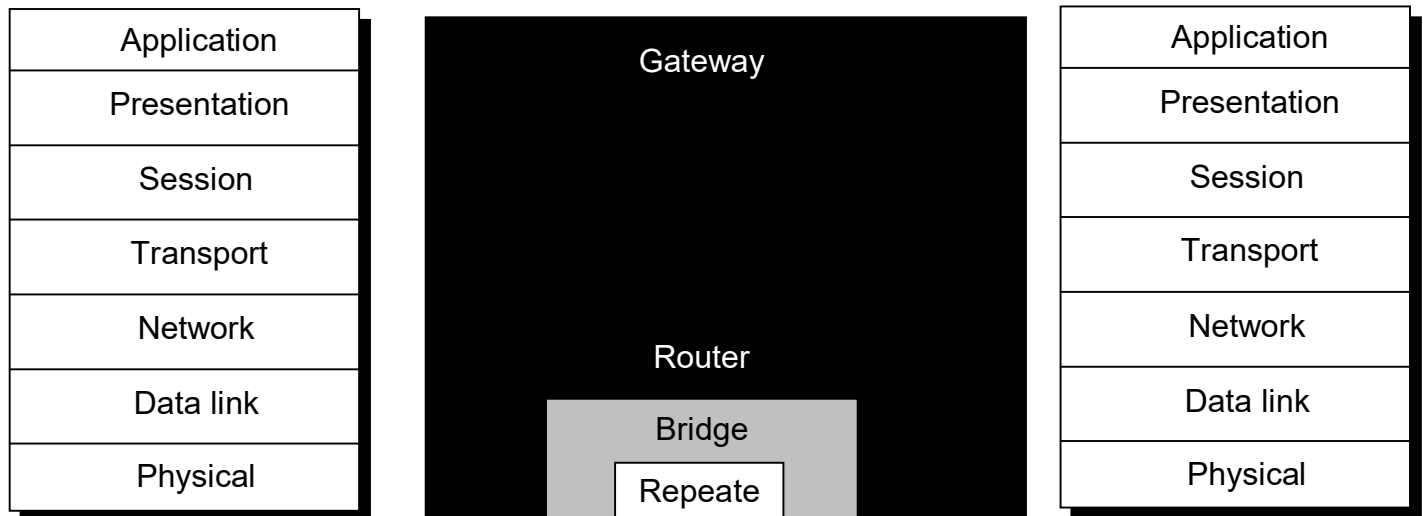 Application
Presentation
Session
Transport
Network
Data link
Physical
Gateway
Router
Bridge
Repeate
Application
Presentation
Session
Transport
Network
Data link
Physical